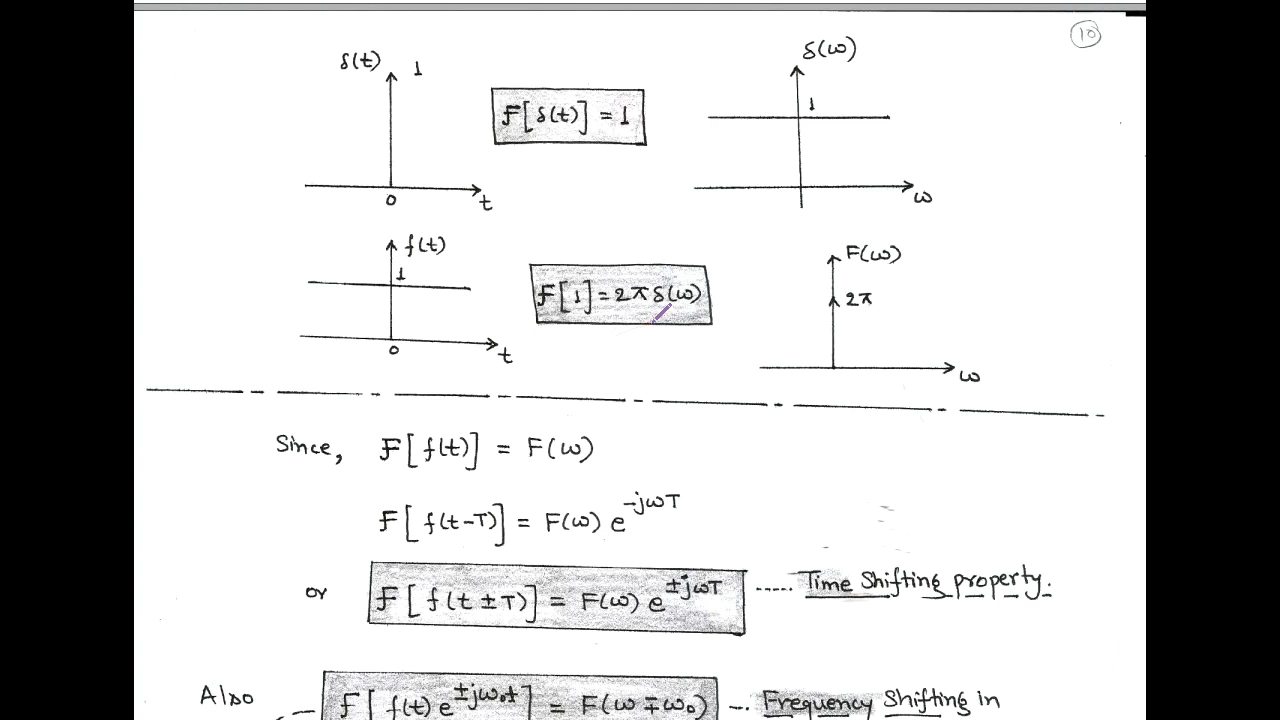 10
δ(t) 1
F[δ(t)] = 1
δ(ω)
1
0 t
ω
f(t)
1
F[1] = 2πδ(ω)
F(ω)
2π
0 t
ω
Since, F[f(t)] = F(ω)
F[f(t-T)] = F(ω) e^{-jωT}
or F[f(t ± T)] = F(ω) e^{±jωT} ..... Time Shifting property.
Also F[f(t) e^{±jω₀t}] = F(ω ∓ ω₀) -.. Frequency Shifting in